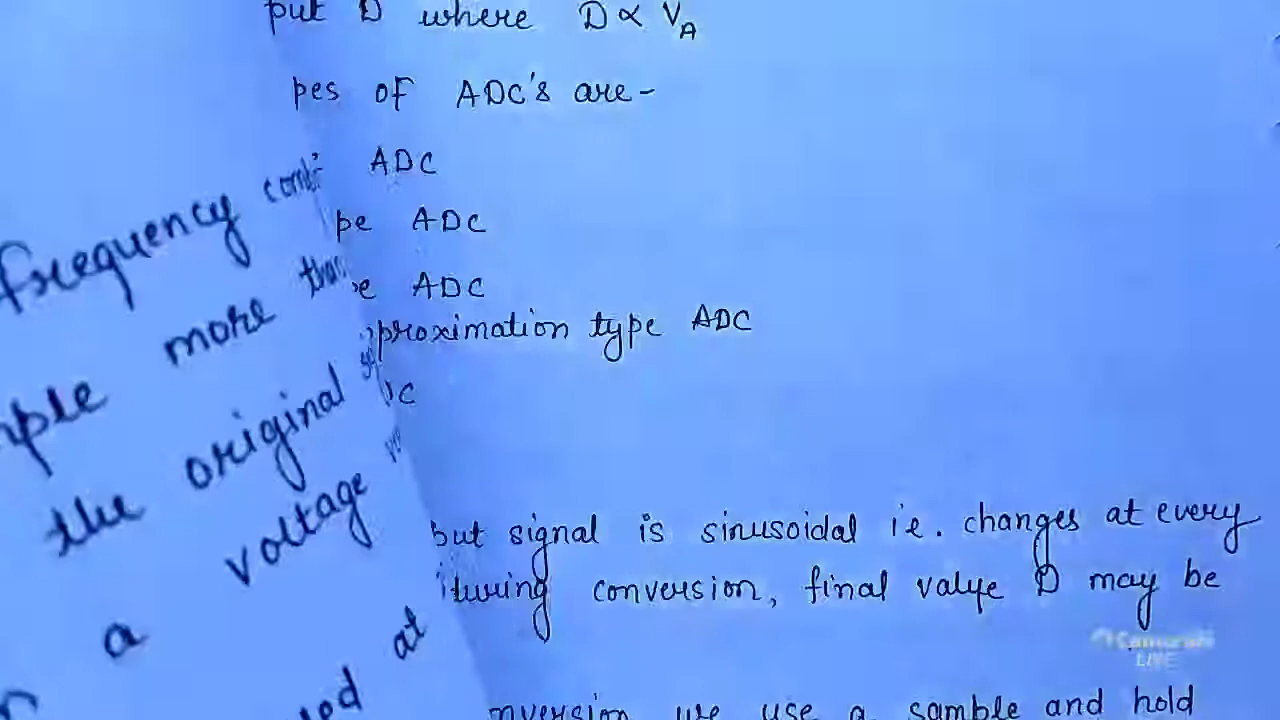 put D where D ∝ VA
pes of ADC's are-
ADC
pe ADC
e ADC
proximation type ADC
C
but signal is sinusoidal i.e. changes at every
during conversion, final value D may be
nversion we use a sample and hold
frequency
more than
ple
the original
voltage
a
at